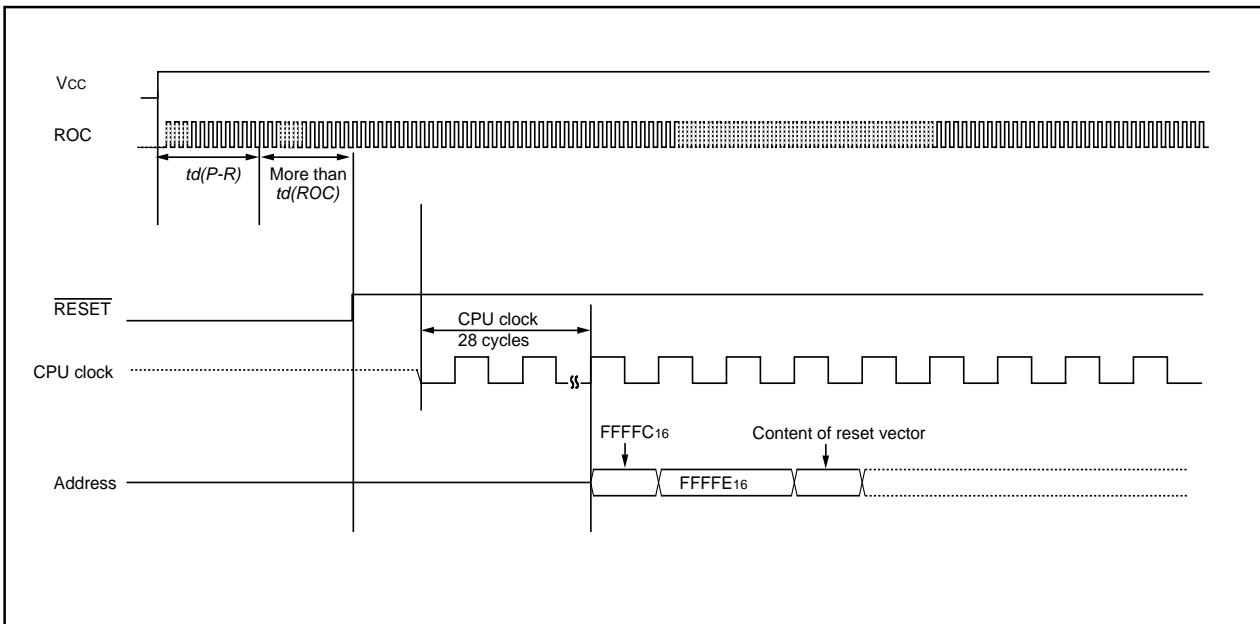 Vcc
ROC
td(P-R)
More than
td(ROC)
RESET
CPU clock
28 cycles
CPU clock
FFFFC16
Content of reset vector
Address
FFFFE16